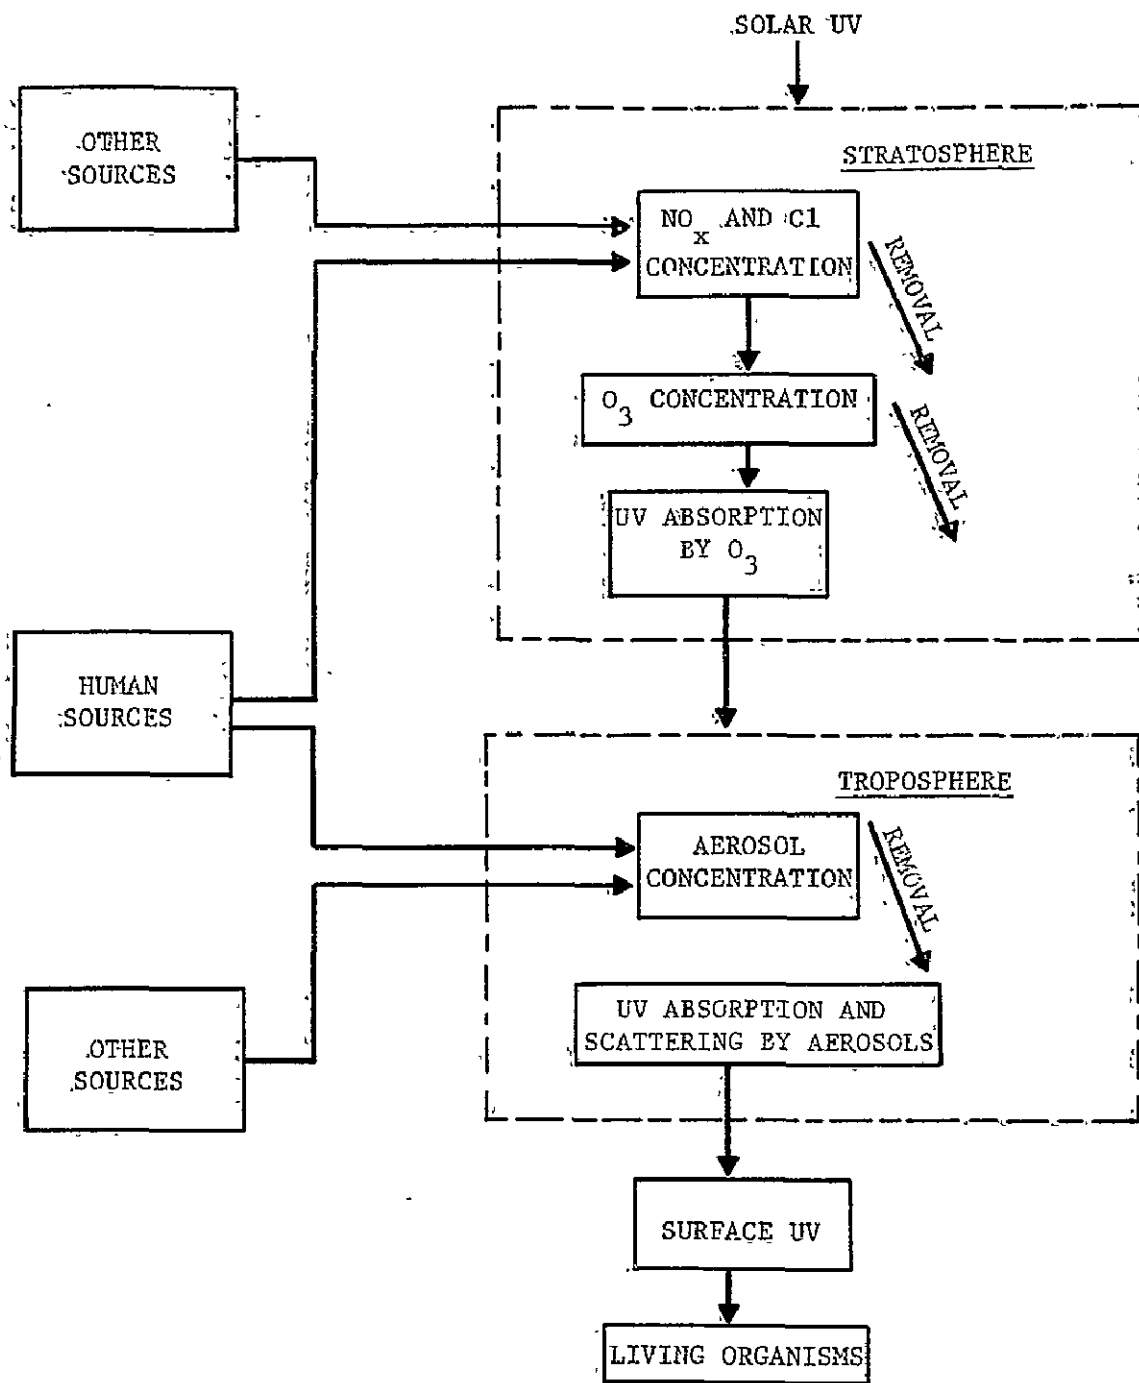 SOLAR UV
OTHER
SOURCES
STRATOSPHERE
NOx AND Cl
CONCENTRATION
REMOVAL
O3 CONCENTRATION
REMOVAL
UV ABSORPTION
BY O3
HUMAN
SOURCES
TROPOSPHERE
AEROSOL
CONCENTRATION
REMOVAL
OTHER
SOURCES
UV ABSORPTION AND
SCATTERING BY AEROSOLS
SURFACE UV
LIVING ORGANISMS